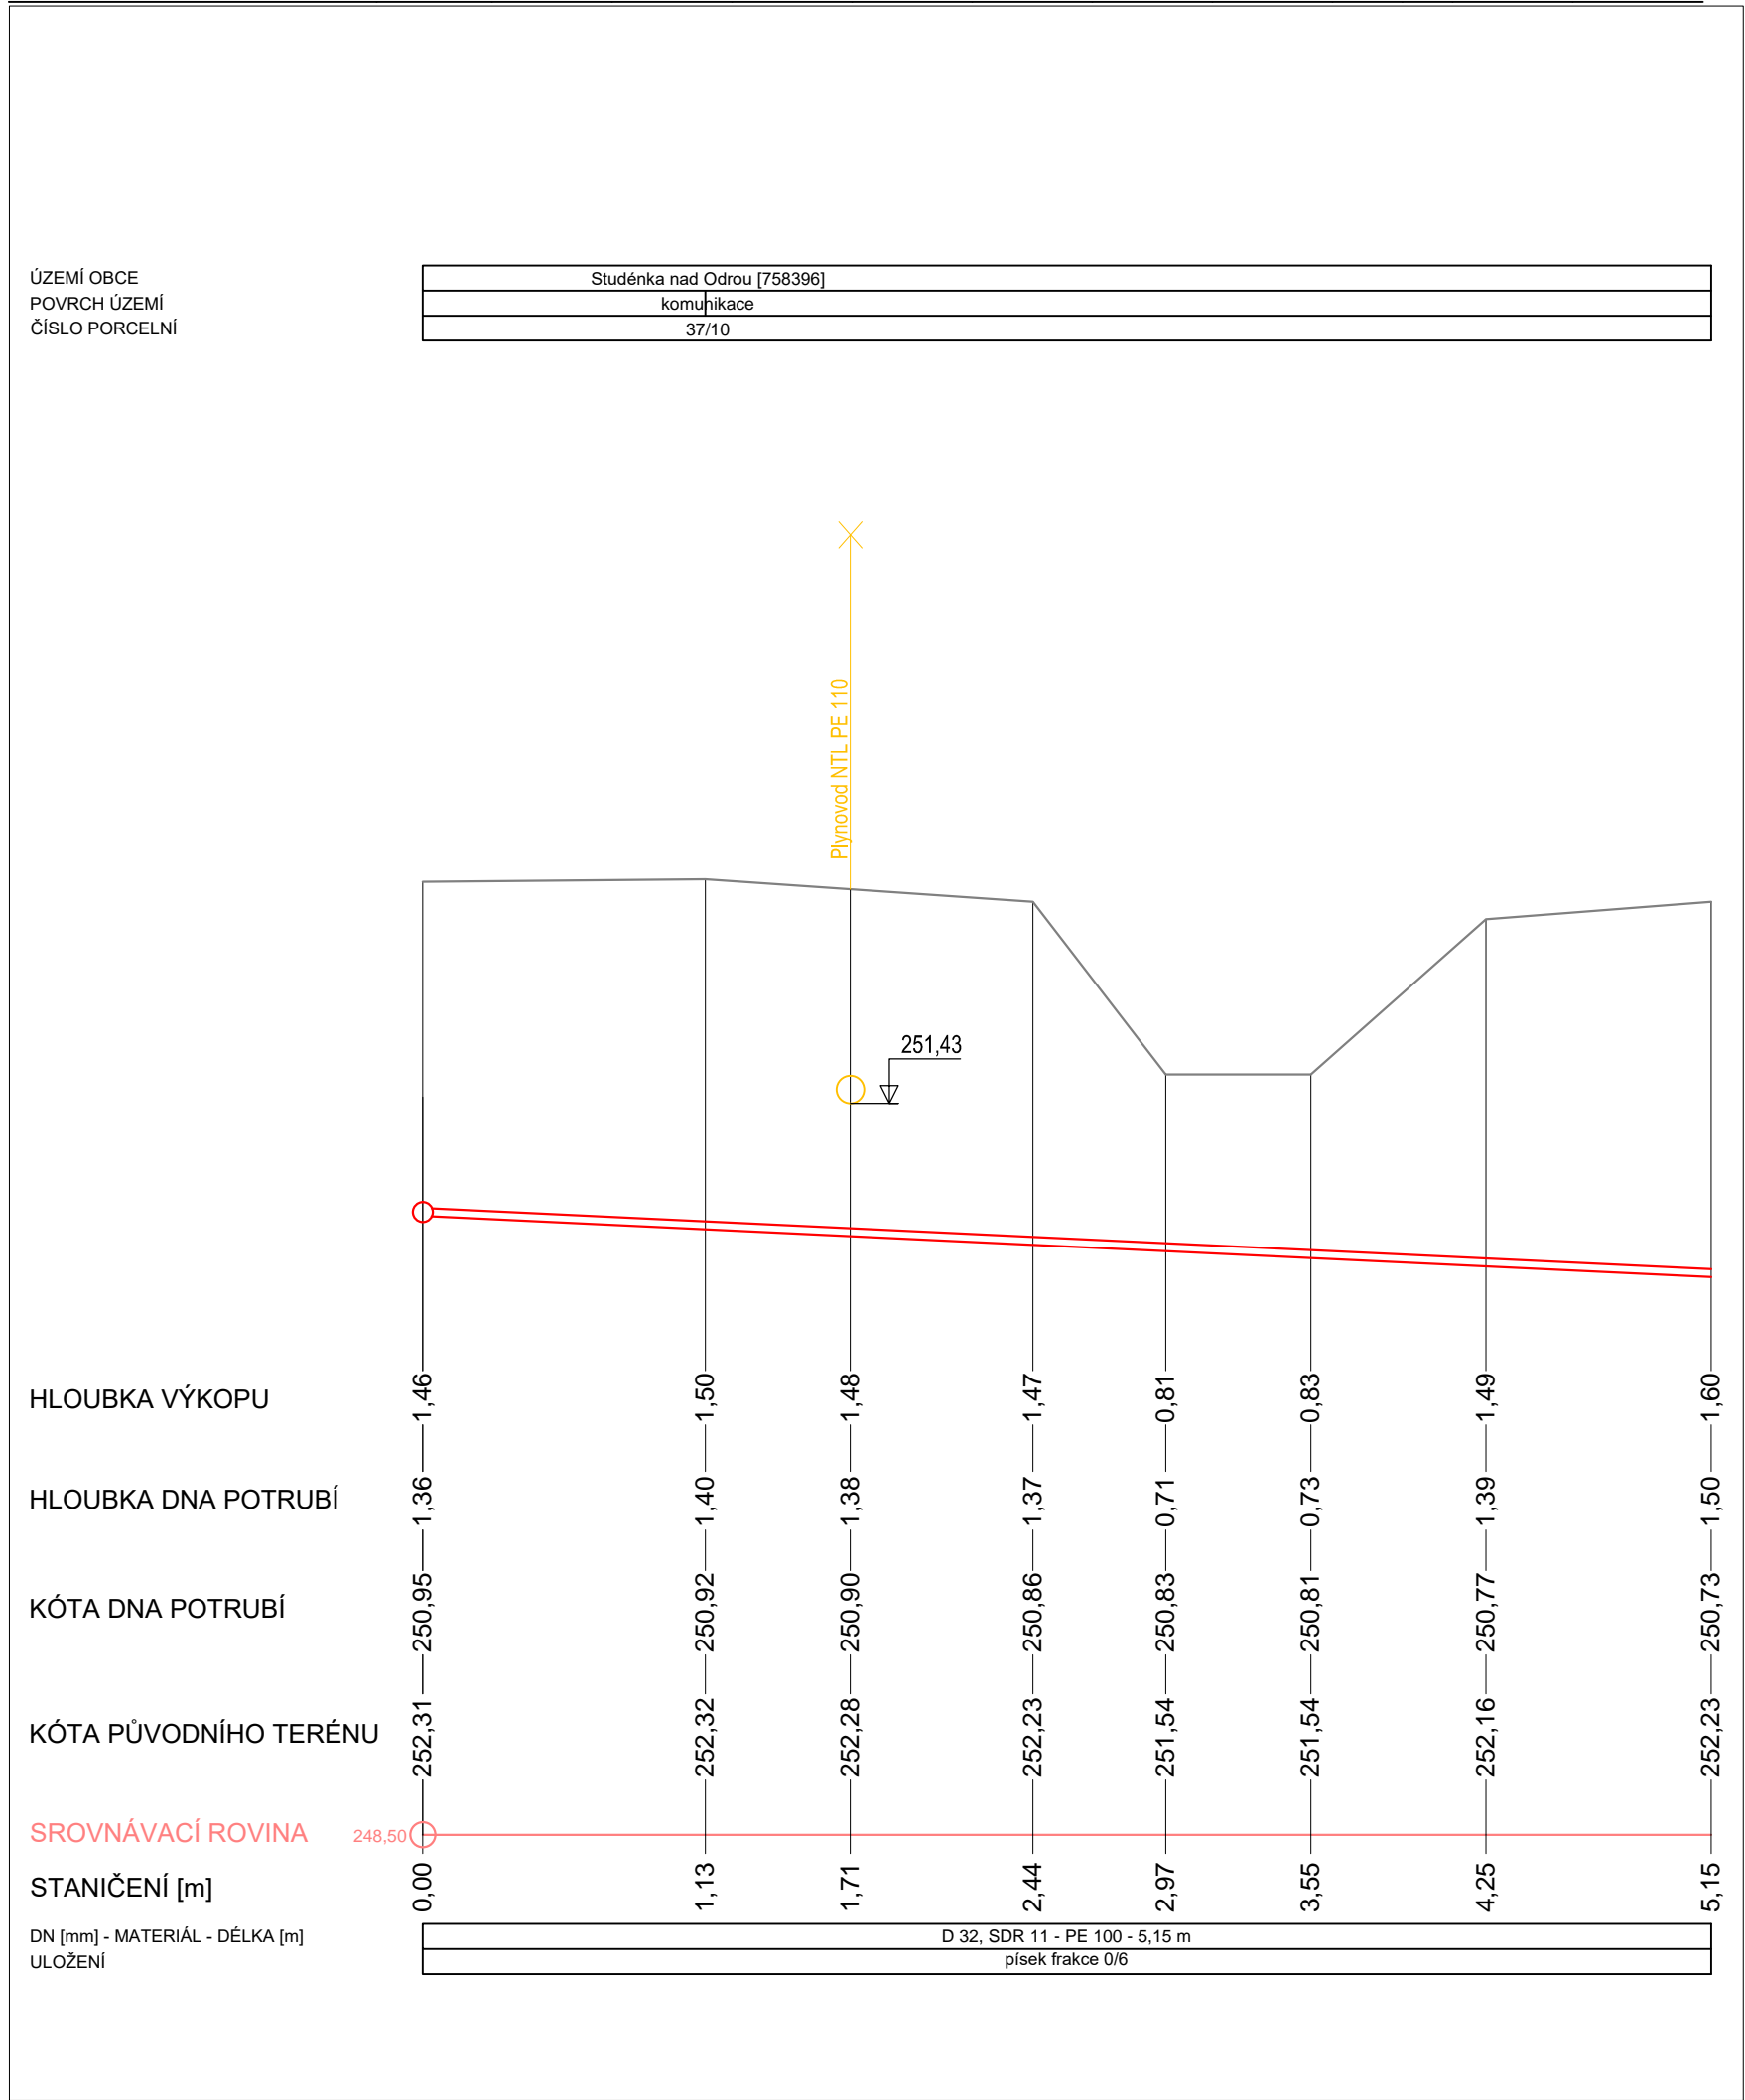 ÚZEMÍ OBCE Studénka nad Odrou [758396]
POVRCH ÚZEMÍ komunikace
ČÍSLO PORCELNÍ 37/10
Plynovod NTL PE 110
251,43
HLOUBKA VÝKOPU 1,46 1,50 1,48 1,47 0,81 0,83 1,49 1,60
HLOUBKA DNA POTRUBÍ 1,36 1,40 1,38 1,37 0,71 0,73 1,39 1,50
KÓTA DNA POTRUBÍ 250,95 250,92 250,90 250,86 250,83 250,81 250,77 250,73
KÓTA PŮVODNÍHO TERÉNU 252,31 252,32 252,28 252,23 251,54 251,54 252,16 252,23
SROVNÁVACÍ ROVINA 248,50
STANIČENÍ [m] 0,00 1,13 1,71 2,44 2,97 3,55 4,25 5,15
DN [mm] - MATERIÁL - DÉLKA [m] D 32, SDR 11 - PE 100 - 5,15 m
ULOŽENÍ písek frakce 0/6